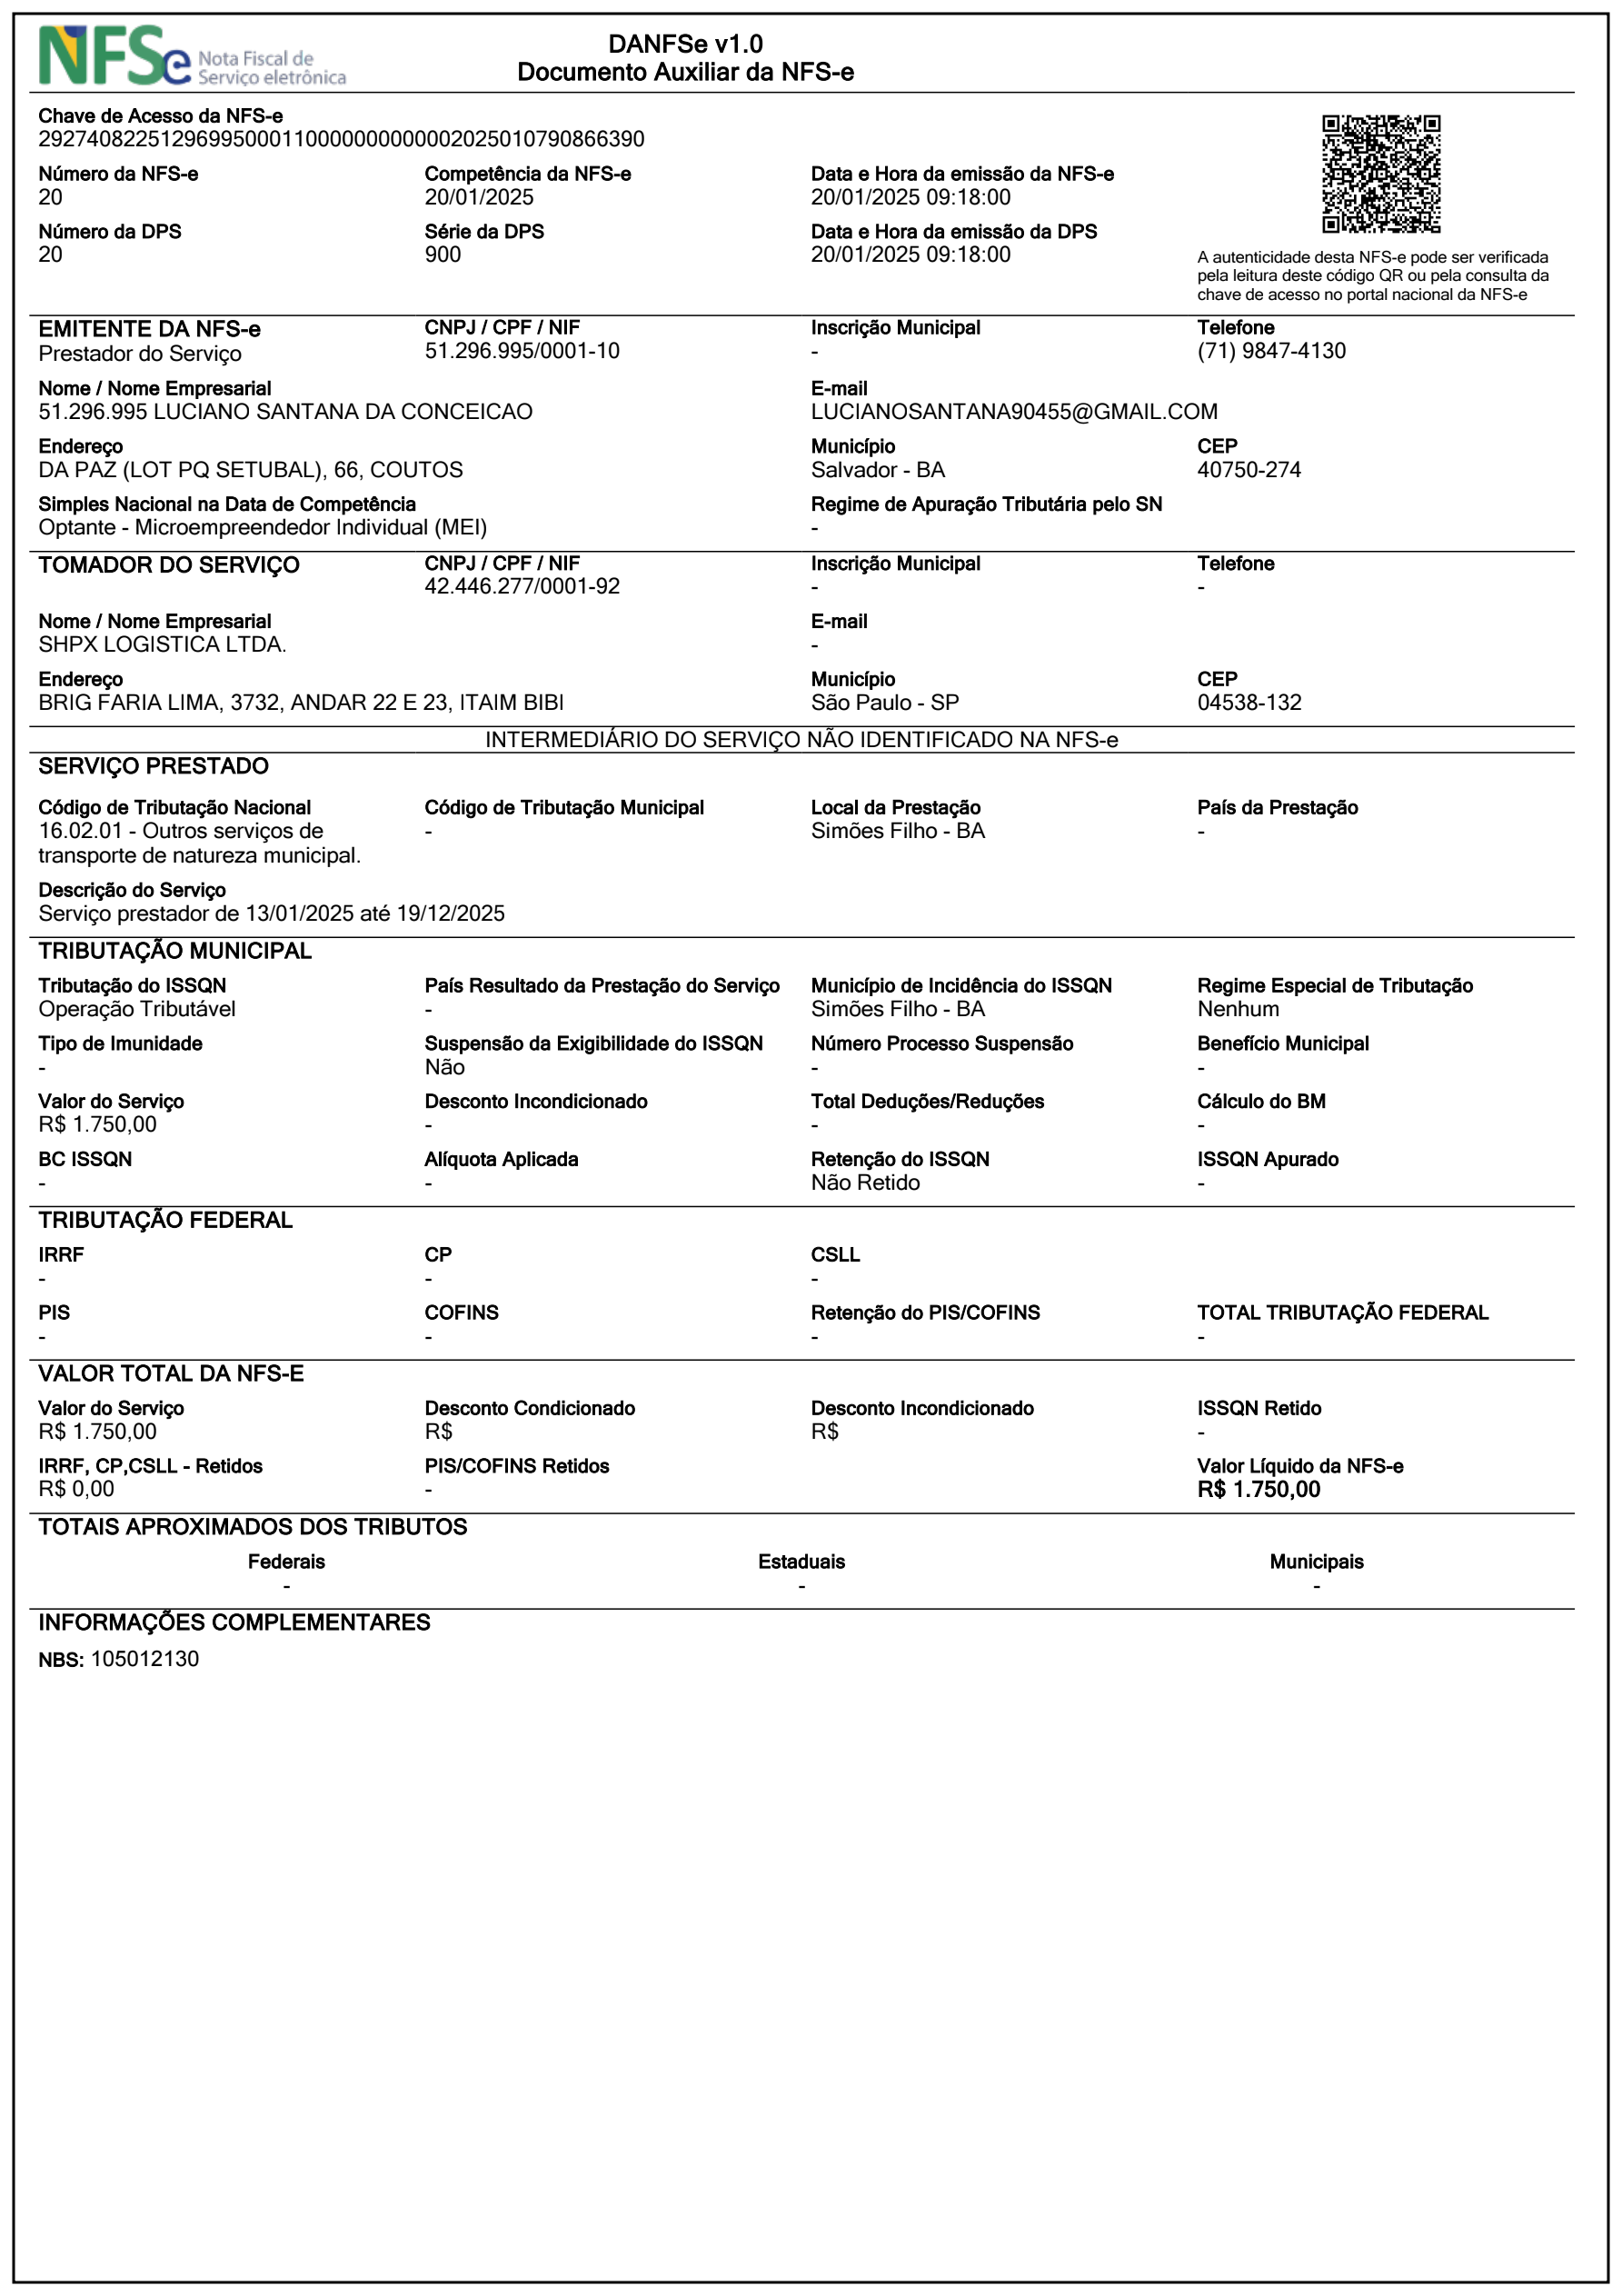 NFSe Nota Fiscal de Serviço eletrônica
DANFSe v1.0
Documento Auxiliar da NFS-e
Chave de Acesso da NFS-e
29274082251296995000110000000000002025010790866390
Número da NFS-e Competência da NFS-e Data e Hora da emissão da NFS-e
20 20/01/2025 20/01/2025 09:18:00
Número da DPS Série da DPS Data e Hora da emissão da DPS
20 900 20/01/2025 09:18:00
A autenticidade desta NFS-e pode ser verificada
pela leitura deste código QR ou pela consulta da
chave de acesso no portal nacional da NFS-e
EMITENTE DA NFS-e CNPJ / CPF / NIF Inscrição Municipal Telefone
Prestador do Serviço 51.296.995/0001-10 - (71) 9847-4130
Nome / Nome Empresarial E-mail
51.296.995 LUCIANO SANTANA DA CONCEICAO LUCIANOSANTANA90455@GMAIL.COM
Endereço Município CEP
DA PAZ (LOT PQ SETUBAL), 66, COUTOS Salvador - BA 40750-274
Simples Nacional na Data de Competência Regime de Apuração Tributária pelo SN
Optante - Microempreendedor Individual (MEI) -
TOMADOR DO SERVIÇO CNPJ / CPF / NIF Inscrição Municipal Telefone
42.446.277/0001-92 - -
Nome / Nome Empresarial E-mail
SHPX LOGISTICA LTDA. -
Endereço Município CEP
BRIG FARIA LIMA, 3732, ANDAR 22 E 23, ITAIM BIBI São Paulo - SP 04538-132
INTERMEDIÁRIO DO SERVIÇO NÃO IDENTIFICADO NA NFS-e
SERVIÇO PRESTADO
Código de Tributação Nacional Código de Tributação Municipal Local da Prestação País da Prestação
16.02.01 - Outros serviços de - Simões Filho - BA -
transporte de natureza municipal.
Descrição do Serviço
Serviço prestador de 13/01/2025 até 19/12/2025
TRIBUTAÇÃO MUNICIPAL
Tributação do ISSQN País Resultado da Prestação do Serviço Município de Incidência do ISSQN Regime Especial de Tributação
Operação Tributável - Simões Filho - BA Nenhum
Tipo de Imunidade Suspensão da Exigibilidade do ISSQN Número Processo Suspensão Benefício Municipal
- Não - -
Valor do Serviço Desconto Incondicionado Total Deduções/Reduções Cálculo do BM
R$ 1.750,00 - - -
BC ISSQN Alíquota Aplicada Retenção do ISSQN ISSQN Apurado
- - Não Retido -
TRIBUTAÇÃO FEDERAL
IRRF CP CSLL
- - -
PIS COFINS Retenção do PIS/COFINS TOTAL TRIBUTAÇÃO FEDERAL
- - - -
VALOR TOTAL DA NFS-E
Valor do Serviço Desconto Condicionado Desconto Incondicionado ISSQN Retido
R$ 1.750,00 R$ R$ -
IRRF, CP,CSLL - Retidos PIS/COFINS Retidos Valor Líquido da NFS-e
R$ 0,00 - R$ 1.750,00
TOTAIS APROXIMADOS DOS TRIBUTOS
Federais Estaduais Municipais
- - -
INFORMAÇÕES COMPLEMENTARES
NBS: 105012130